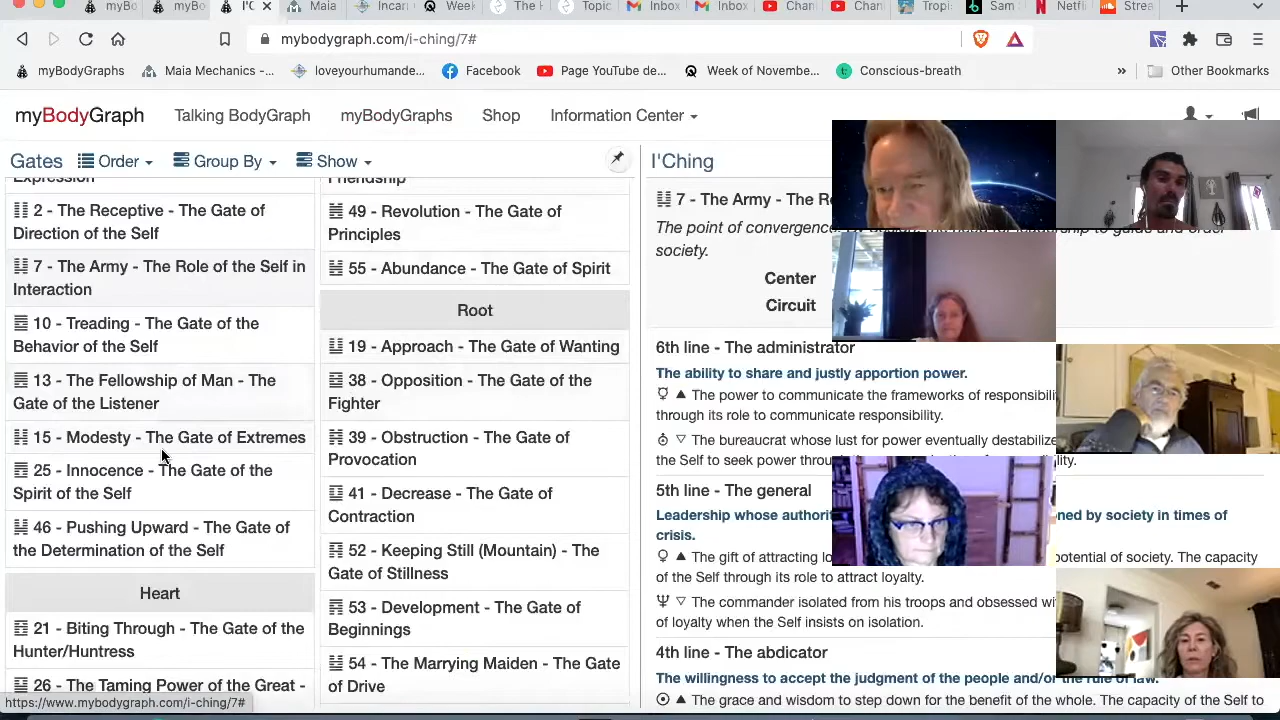 myBo
myBo
I'C
Maia
Incar
Week
The I
Topic
Inbox
Inbox
Chan
Chan
Tropi
Sam S
Netfl
Strea
mybodygraph.com/i-ching/7#
myBodyGraphs
Maia Mechanics -...
loveyourhumande...
Facebook
Page YouTube de...
Week of Novembe...
Conscious-breath
»
Other Bookmarks
myBodyGraph
Talking BodyGraph
myBodyGraphs
Shop
Information Center
Gates
Order
Group By
Show
Expression
2 - The Receptive - The Gate of
Direction of the Self
7 - The Army - The Role of the Self in
Interaction
10 - Treading - The Gate of the
Behavior of the Self
13 - The Fellowship of Man - The
Gate of the Listener
15 - Modesty - The Gate of Extremes
25 - Innocence - The Gate of the
Spirit of the Self
46 - Pushing Upward - The Gate of
the Determination of the Self
Heart
21 - Biting Through - The Gate of the
Hunter/Huntress
26 - The Taming Power of the Great -
Friendship
49 - Revolution - The Gate of
Principles
55 - Abundance - The Gate of Spirit
Root
19 - Approach - The Gate of Wanting
38 - Opposition - The Gate of the
Fighter
39 - Obstruction - The Gate of
Provocation
41 - Decrease - The Gate of
Contraction
52 - Keeping Still (Mountain) - The
Gate of Stillness
53 - Development - The Gate of
Beginnings
54 - The Marrying Maiden - The Gate
of Drive
I'Ching
7 - The Army - The R
The point of convergence.
society.
Center
Circuit
6th line - The administrator
The ability to share and justly apportion power.
The power to communicate the frameworks of responsibili
through its role to communicate responsibility.
The bureaucrat whose lust for power eventually destabilize
the Self to seek power throu
5th line - The general
Leadership whose authori ned by society in times of
crisis.
The gift of attracting lo potential of society. The capacity
of the Self through its role to attract loyalty.
The commander isolated from his troops and obsessed wi
of loyalty when the Self insists on isolation.
4th line - The abdicator
The willingness to accept the judgment of the people and/or the rule of law.
The grace and wisdom to step down for the benefit of the whole. The capacity of the Self to
https://www.mybodygraph.com/i-ching/7#